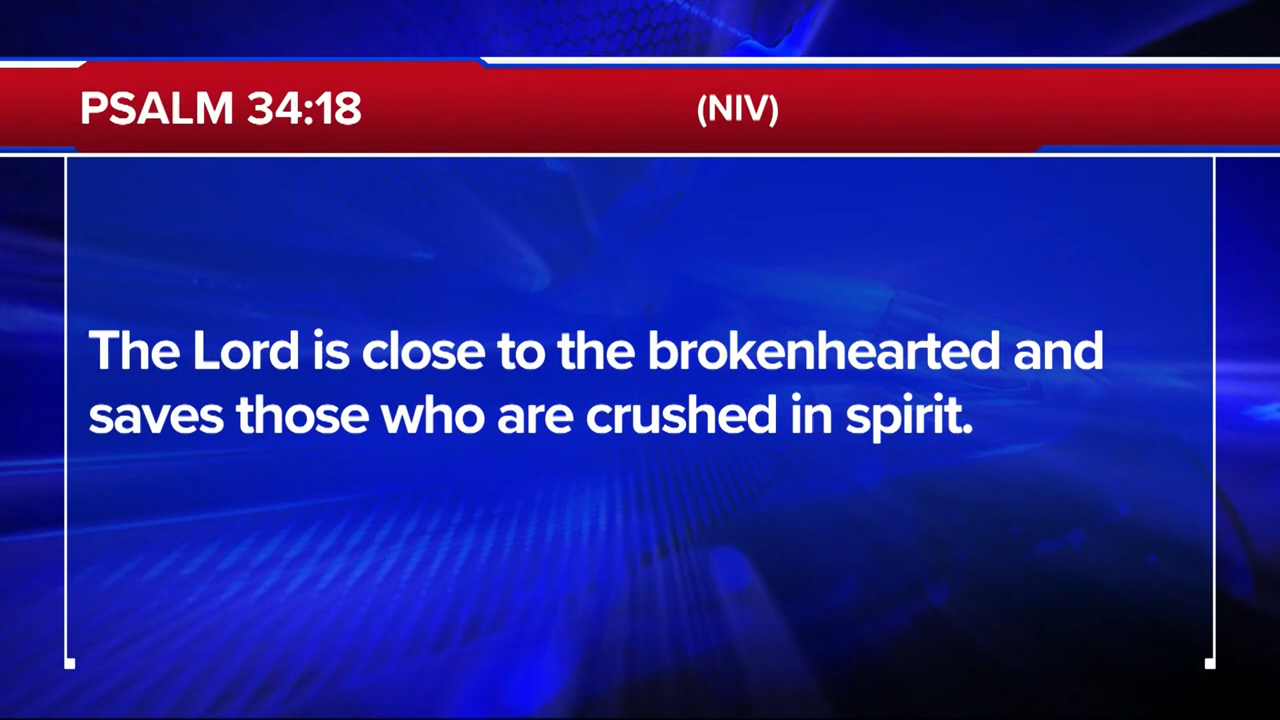 PSALM 34:18 (NIV)
The Lord is close to the brokenhearted and
saves those who are crushed in spirit.